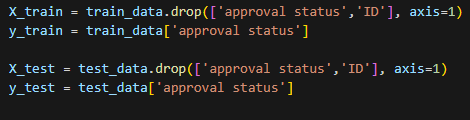 X_train = train_data.drop(['approval status','ID'], axis=1)
y_train = train_data['approval status']
X_test = test_data.drop(['approval status','ID'], axis=1)
y_test = test_data['approval status']